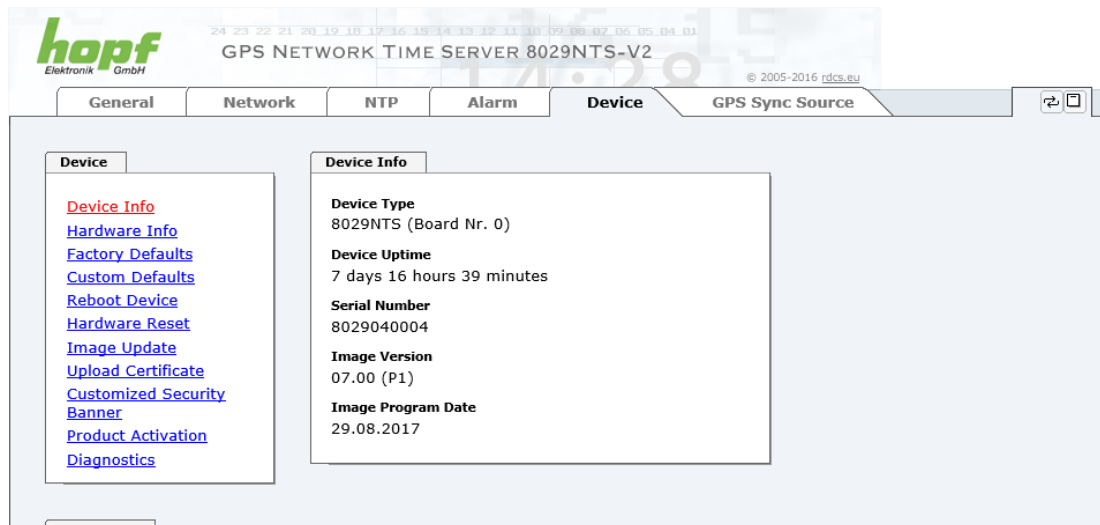 hopf
Elektronik GmbH
24 23 22 21 20 19 18 17 16 15 14 13 12 11 10 09 08 07 06 05 04 01
GPS NETWORK TIME SERVER 8029NTS-V2
14:28
© 2005-2016 rdcs.eu
General Network NTP Alarm Device GPS Sync Source
Device
Device Info
Hardware Info
Factory Defaults
Custom Defaults
Reboot Device
Hardware Reset
Image Update
Upload Certificate
Customized Security
Banner
Product Activation
Diagnostics
Device Info
Device Type
8029NTS (Board Nr. 0)
Device Uptime
7 days 16 hours 39 minutes
Serial Number
8029040004
Image Version
07.00 (P1)
Image Program Date
29.08.2017